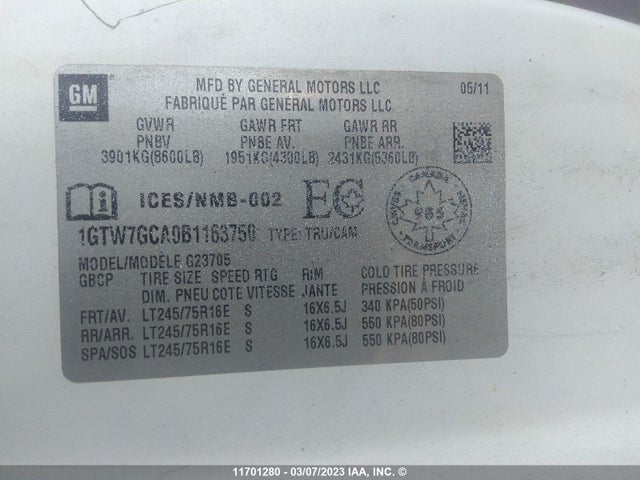 GM
MFD BY GENERAL MOTORS LLC 05/11
FABRIQUÉ PAR GENERAL MOTORS LLC
GVWR GAWR FRT GAWR RR
PNBV PNBE AV. PNBE ARR.
3901KG(8600LB) 1951KG(4300LB) 2431KG(5360LB)
ICES/NMB-002 EC
CANADA
TRANSPORT
1GTW7GCA0B1163750 TYPE: TRU/CAM
MODEL/MODELE G23705
GBCP TIRE SIZE SPEED RTG RIM COLD TIRE PRESSURE
DIM. PNEU COTE VITESSE JANTE PRESSION À FROID
FRT/AV. LT245/75R16E S 16X6.5J 340 KPA(50PSI)
RR/ARR. LT245/75R16E S 16X6.5J 550 KPA(80PSI)
SPA/SOS LT245/75R16E S 16X6.5J 550 KPA(80PSI)
11701280 - 03/07/2023 IAA, Inc. ©